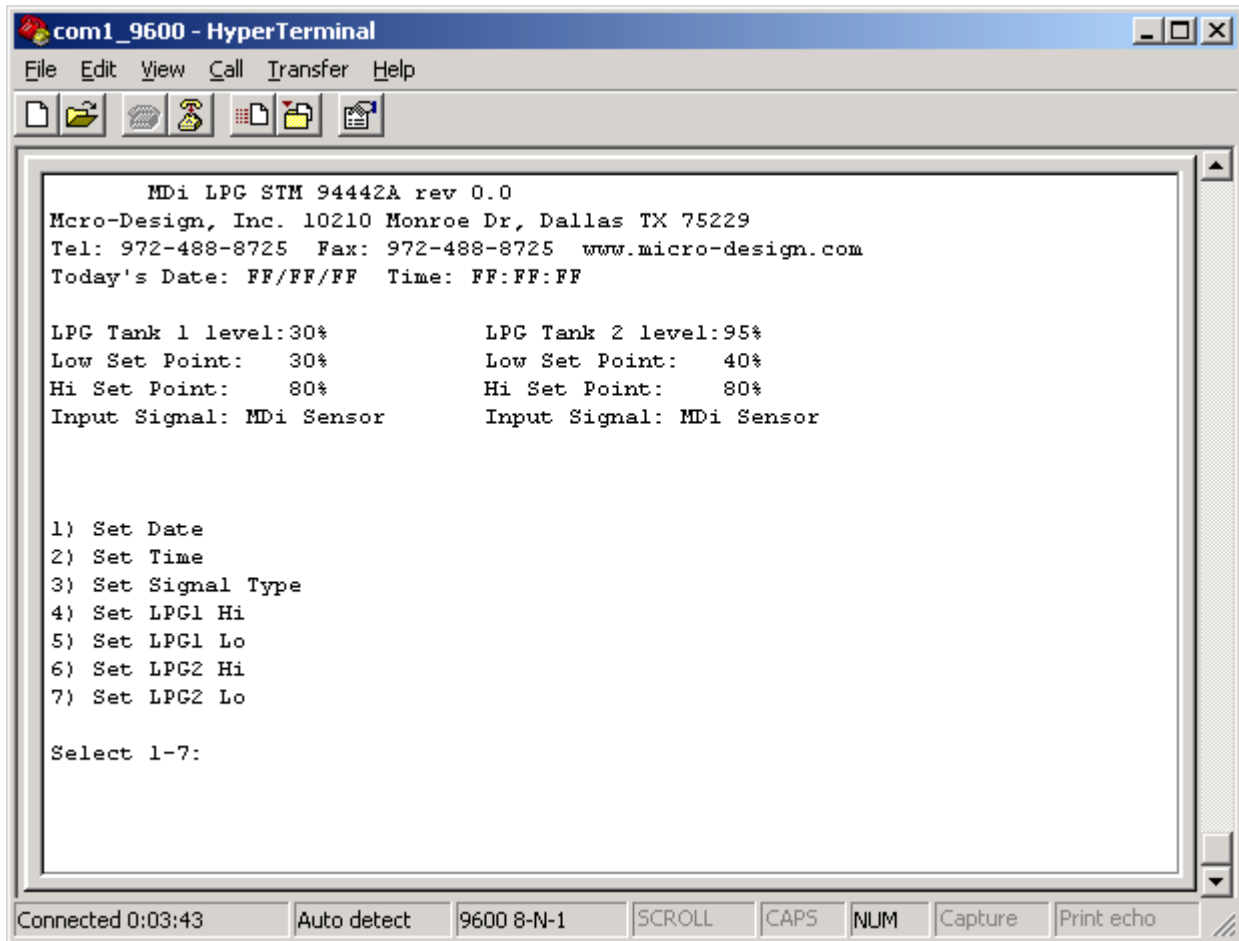 com1_9600 - HyperTerminal
File Edit View Call Transfer Help
MDi LPG STM 94442A rev 0.0
Mcro-Design, Inc. 10210 Monroe Dr, Dallas TX 75229
Tel: 972-488-8725 Fax: 972-488-8725 www.micro-design.com
Today's Date: FF/FF/FF Time: FF:FF:FF
LPG Tank 1 level:30% LPG Tank 2 level:95%
Low Set Point: 30% Low Set Point: 40%
Hi Set Point: 80% Hi Set Point: 80%
Input Signal: MDi Sensor Input Signal: MDi Sensor
1) Set Date
2) Set Time
3) Set Signal Type
4) Set LPG1 Hi
5) Set LPG1 Lo
6) Set LPG2 Hi
7) Set LPG2 Lo
Select 1-7:
Connected 0:03:43 Auto detect 9600 8-N-1 SCROLL CAPS NUM Capture Print echo